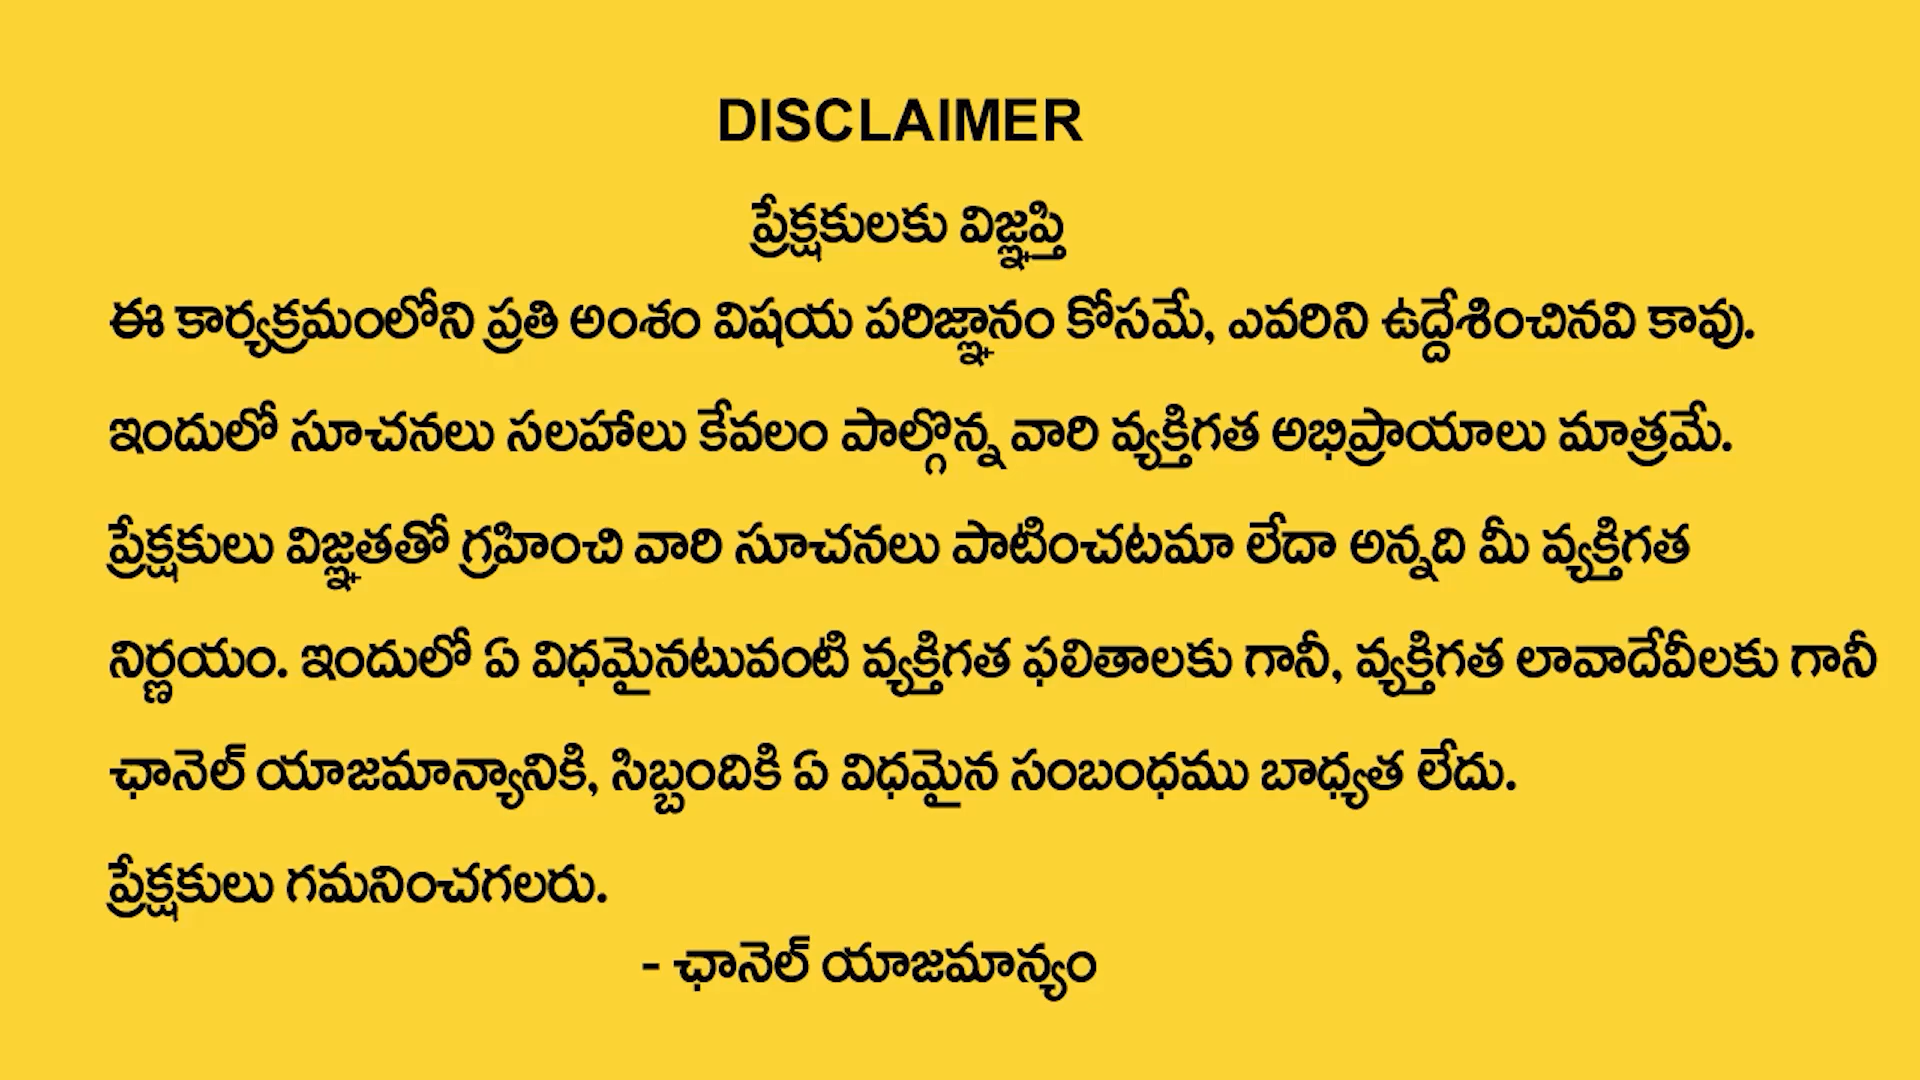 DISCLAIMER
ప్రేక్షకులకు విజ్ఞప్తి
ఈ కార్యక్రమంలోని ప్రతి అంశం విషయ పరిజ్ఞానం కోసమే, ఎవరిని ఉద్దేశించినవి కావు.
ఇందులో సూచనలు సలహాలు కేవలం పాల్గొన్న వారి వ్యక్తిగత అభిప్రాయాలు మాత్రమే.
ప్రేక్షకులు విజ్ఞతతో గ్రహించి వారి సూచనలు పాటించటమా లేదా అన్నది మీ వ్యక్తిగత
నిర్ణయం. ఇందులో ఏ విధమైనటువంటి వ్యక్తిగత ఫలితాలకు గానీ, వ్యక్తిగత లావాదేవీలకు గానీ
ఛానెల్ యాజమాన్యానికి, సిబ్బందికి ఏ విధమైన సంబంధము బాధ్యత లేదు.
ప్రేక్షకులు గమనించగలరు.
- ఛానెల్ యాజమాన్యం